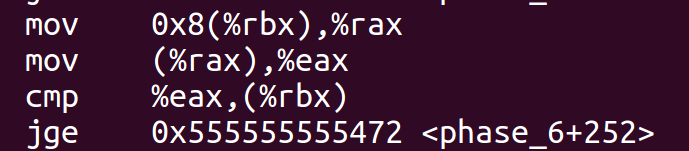 mov 0x8(%rbx),%rax
mov (%rax),%eax
cmp %eax,(%rbx)
jge 0x555555555472 <phase_6+252>